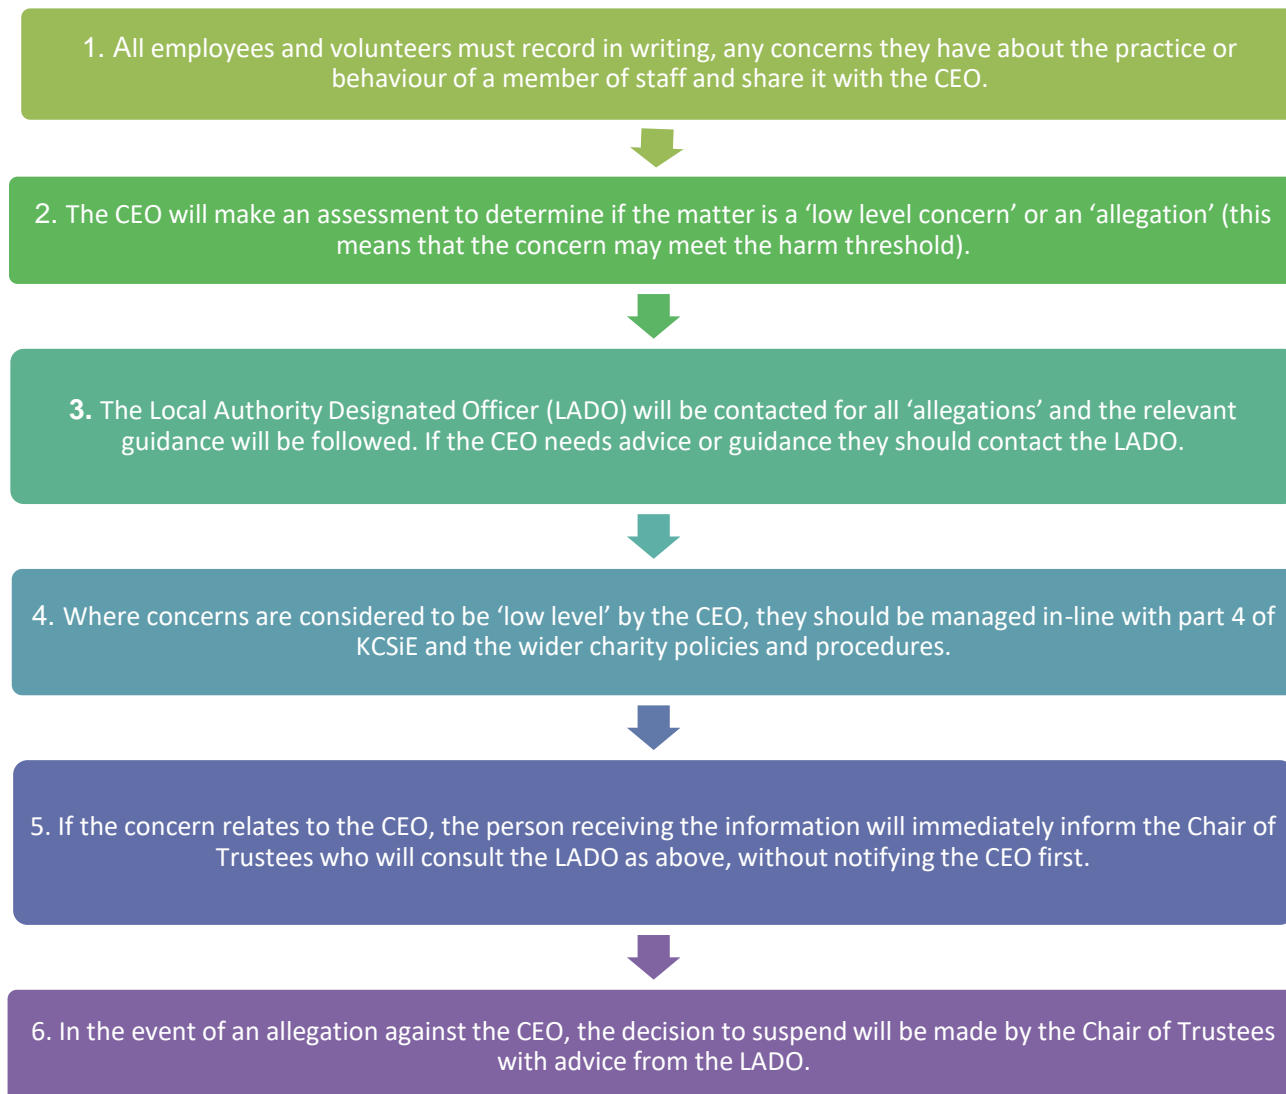 1. All employees and volunteers must record in writing, any concerns they have about the practice or
behaviour of a member of staff and share it with the CEO.
2. The CEO will make an assessment to determine if the matter is a ‘low level concern’ or an ‘allegation’ (this
means that the concern may meet the harm threshold).
3. The Local Authority Designated Officer (LADO) will be contacted for all ‘allegations’ and the relevant
guidance will be followed. If the CEO needs advice or guidance they should contact the LADO.
4. Where concerns are considered to be ‘low level’ by the CEO, they should be managed in-line with part 4 of
KCSiE and the wider charity policies and procedures.
5. If the concern relates to the CEO, the person receiving the information will immediately inform the Chair of
Trustees who will consult the LADO as above, without notifying the CEO first.
6. In the event of an allegation against the CEO, the decision to suspend will be made by the Chair of Trustees
with advice from the LADO.